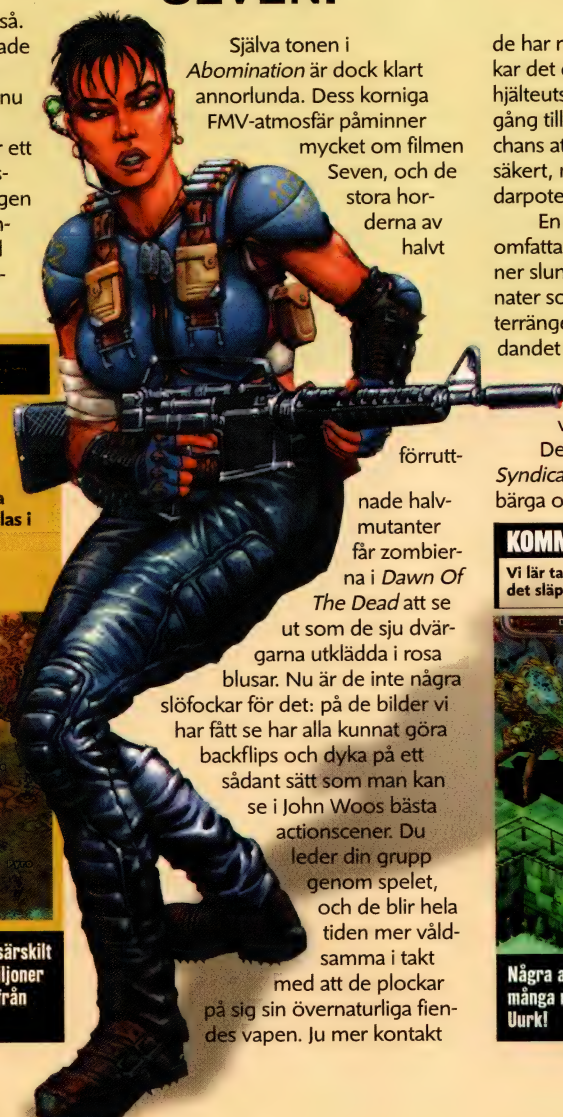 SEVEN!
så.
ade
nu
ett
gen
las i
särskilt
ljoner
från
Själva tonen i
Abomination är dock klart
annorlunda. Dess korniga
FMV-atmosfär påminner
mycket om filmen
Seven, och de
stora hor-
derna av
halvt
förrutt-
nade halv-
mutanter
får zombier-
na i Dawn Of
The Dead att se
ut som de sju dvär-
garna utklädda i rosa
blusar. Nu är de inte några
slöfockar för det: på de bilder vi
har fått se har alla kunnat göra
backflips och dyka på ett
sådant sätt som man kan
se i John Woos bästa
actionscener. Du
leder din grupp
genom spelet,
och de blir hela
tiden mer våld-
samma i takt
med att de plockar
på sig sin övernaturliga fien-
des vapen. Ju mer kontakt
de har
kar det
hjälteuts
gång till
chans at
säkert,
darpote
En
omfatta
ner slun
nater so
terränge
dandet
De
Syndica
bärga o
KOMM
Vi lär ta
det släp
Några a
många
Uurk!